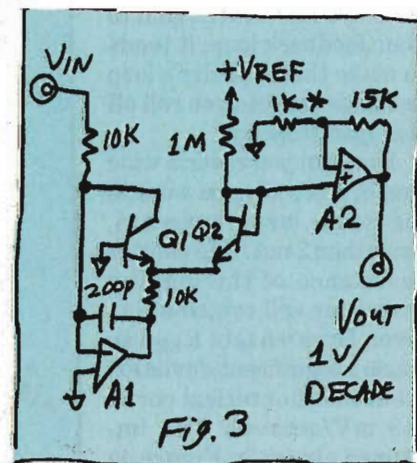 VIN
+VREF
1K*
15K
10K
1M
Q1
Q2
+
A2
200P
10K
A1
VOUT
1V/
DECADE
Fig. 3